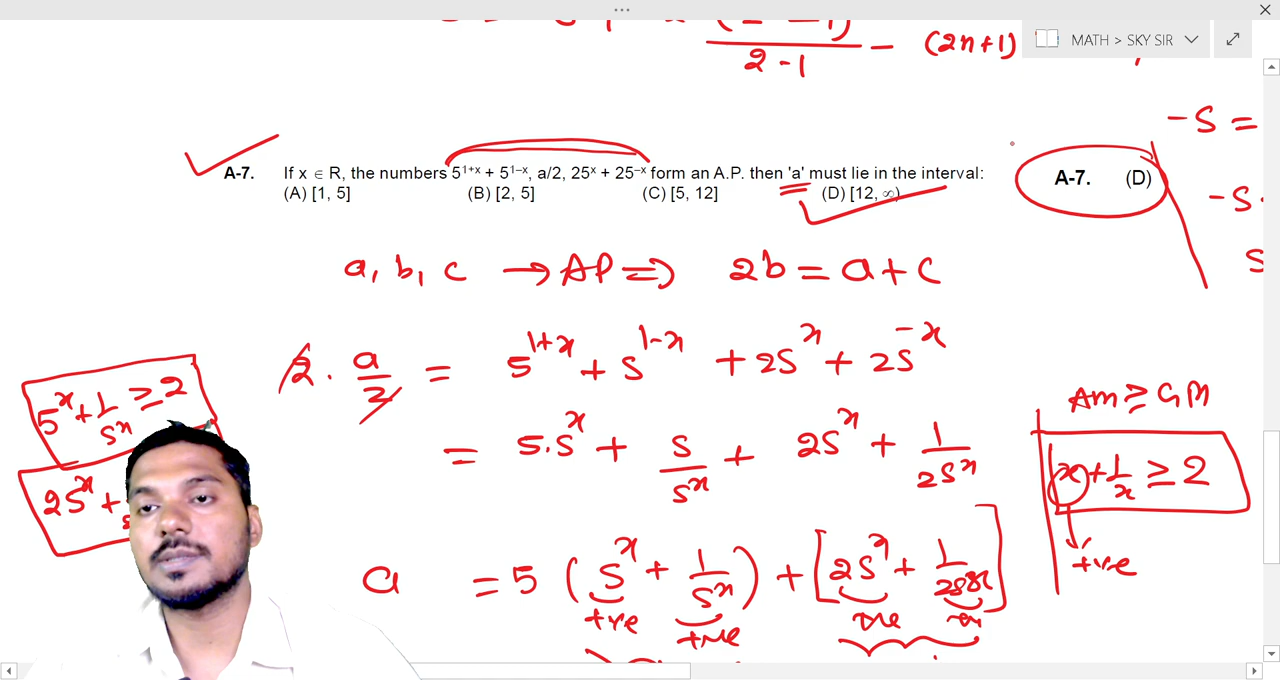 2 - 1 - (2n+1)
MATH > SKY SIR
-S =
A-7. If x ∈ R, the numbers 5^{1+x} + 5^{1−x}, a/2, 25^x + 25^{−x} form an A.P. then 'a' must lie in the interval:
(A) [1, 5] (B) [2, 5] (C) [5, 12] (D) [12, ∞)
A-7. (D)
-S
S
a, b, c → AP ⇒ 2b = a + c
2 · a/2 = 5^{1+x} + 5^{1-x} + 25^x + 25^{-x}
= 5·5^x + 5/5^x + 25^x + 1/25^x
a = 5 (5^x + 1/5^x) + [25^x + 1/25^x]
+ve +ve
5^x + 1/5^x ≥ 2
25^x +
AM ≥ GM
x + 1/x ≥ 2
+ve